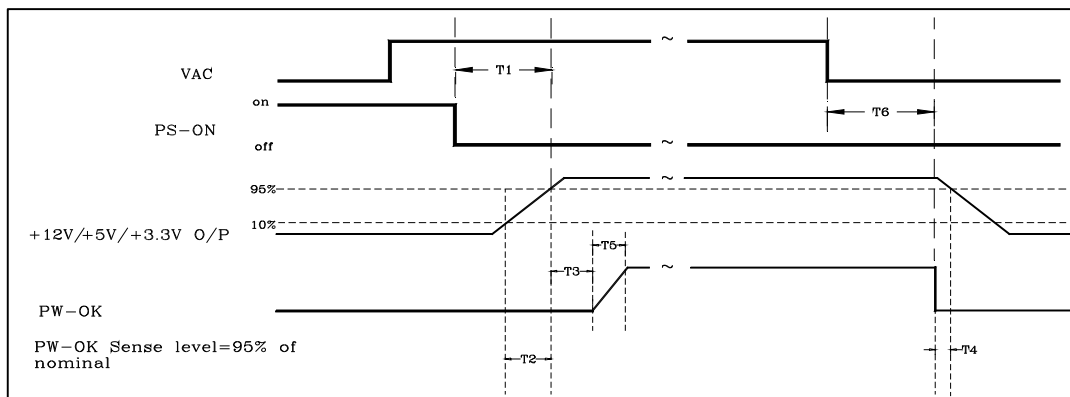 VAC
T1
T6
on
PS-ON
off
95%
10%
+12V/+5V/+3.3V O/P
T5
T3
PW-OK
PW-OK Sense level=95% of
nominal
T2
T4
~
~
~
~